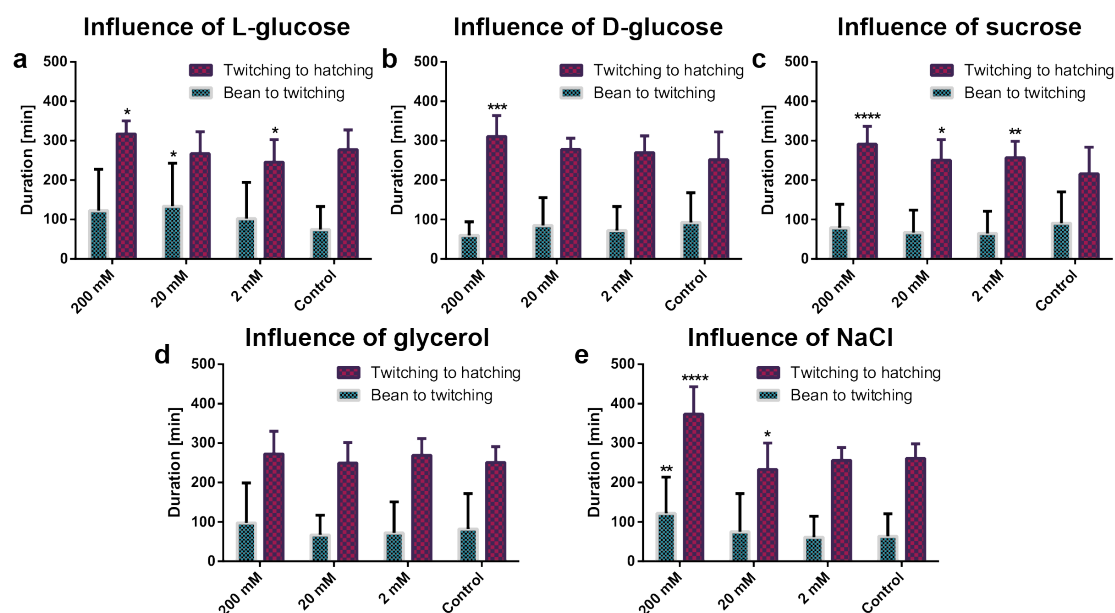 Influence of L-glucose
a
500
400
300
200
100
0
Duration [min]
Twitching to hatching
Bean to twitching
*
*
*
200 mM
20 mM
2 mM
Control
Influence of D-glucose
b
500
400
300
200
100
0
Duration [min]
Twitching to hatching
Bean to twitching
***
200 mM
20 mM
2 mM
Control
Influence of sucrose
c
500
400
300
200
100
0
Duration [min]
Twitching to hatching
Bean to twitching
****
*
**
200 mM
20 mM
2 mM
Control
Influence of glycerol
d
500
400
300
200
100
0
Duration [min]
Twitching to hatching
Bean to twitching
200 mM
20 mM
2 mM
Control
Influence of NaCl
e
500
400
300
200
100
0
Duration [min]
Twitching to hatching
Bean to twitching
****
**
*
200 mM
20 mM
2 mM
Control